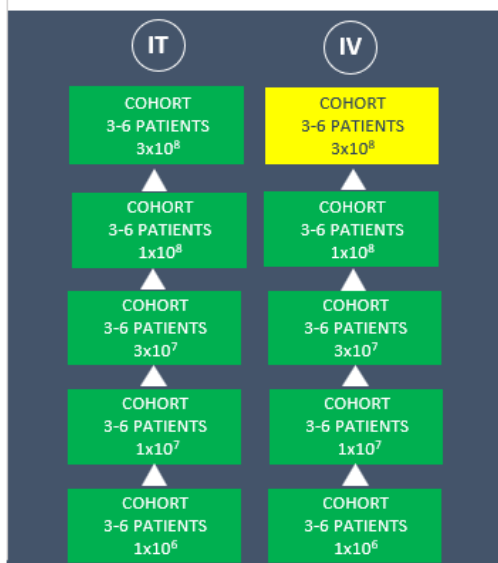 IT
IV
COHORT
3-6 PATIENTS
3x10⁸
COHORT
3-6 PATIENTS
3x10⁸
COHORT
3-6 PATIENTS
1x10⁸
COHORT
3-6 PATIENTS
1x10⁸
COHORT
3-6 PATIENTS
3x10⁷
COHORT
3-6 PATIENTS
3x10⁷
COHORT
3-6 PATIENTS
1x10⁷
COHORT
3-6 PATIENTS
1x10⁷
COHORT
3-6 PATIENTS
1x10⁶
COHORT
3-6 PATIENTS
1x10⁶